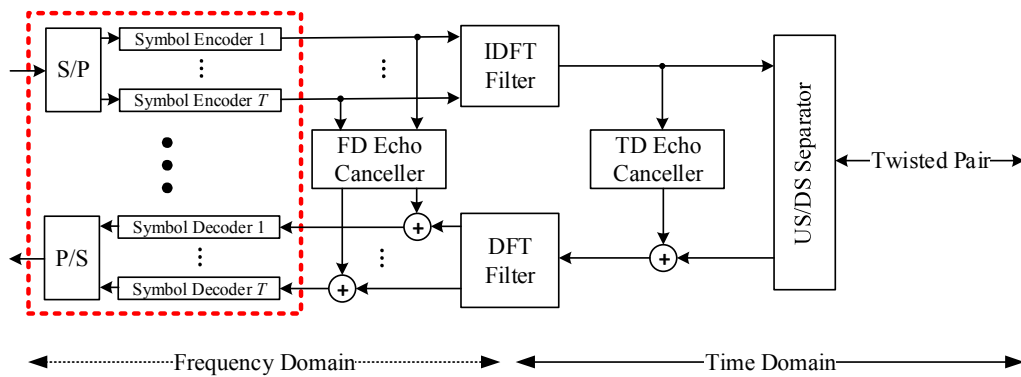 S/P
Symbol Encoder 1
⋮
Symbol Encoder T
⋮
IDFT
Filter
FD Echo
Canceller
TD Echo
Canceller
US/DS Separator
Twisted Pair
P/S
Symbol Decoder 1
⋮
Symbol Decoder T
+
⋮
+
DFT
Filter
+
Frequency Domain
Time Domain